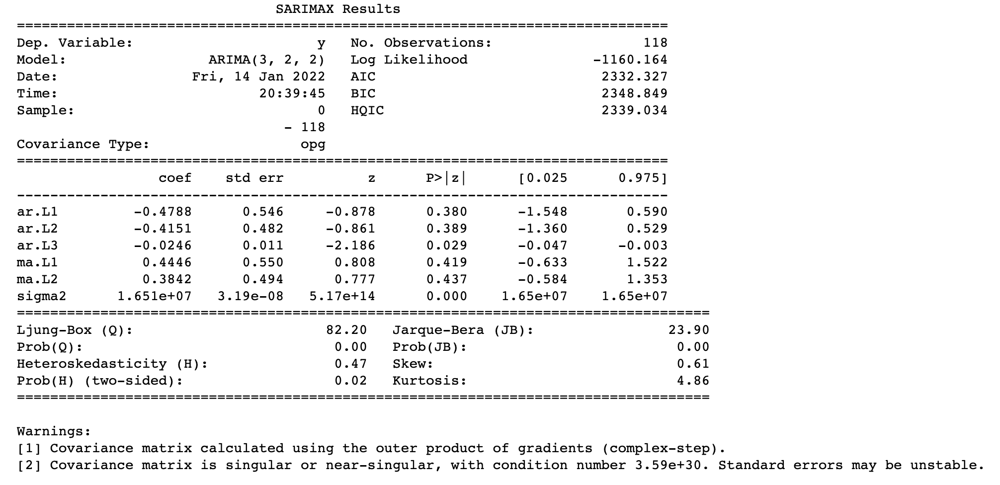 SARIMAX Results
==============================================================================
Dep. Variable:                      y   No. Observations:                  118
Model:                 ARIMA(3, 2, 2)   Log Likelihood               -1160.164
Date:                Fri, 14 Jan 2022   AIC                           2332.327
Time:                        20:39:45   BIC                           2348.849
Sample:                             0   HQIC                          2339.034
                                - 118
Covariance Type:                  opg
==============================================================================
                 coef    std err          z      P>|z|      [0.025      0.975]
------------------------------------------------------------------------------
ar.L1         -0.4788      0.546     -0.878      0.380      -1.548       0.590
ar.L2         -0.4151      0.482     -0.861      0.389      -1.360       0.529
ar.L3         -0.0246      0.011     -2.186      0.029      -0.047      -0.003
ma.L1          0.4446      0.550      0.808      0.419      -0.633       1.522
ma.L2          0.3842      0.494      0.777      0.437      -0.584       1.353
sigma2      1.651e+07   3.19e-08   5.17e+14      0.000    1.65e+07    1.65e+07
===================================================================================
Ljung-Box (Q):                       82.20   Jarque-Bera (JB):                23.90
Prob(Q):                              0.00   Prob(JB):                         0.00
Heteroskedasticity (H):               0.47   Skew:                             0.61
Prob(H) (two-sided):                  0.02   Kurtosis:                         4.86
===================================================================================
Warnings:
[1] Covariance matrix calculated using the outer product of gradients (complex-step).
[2] Covariance matrix is singular or near-singular, with condition number 3.59e+30. Standard errors may be unstable.